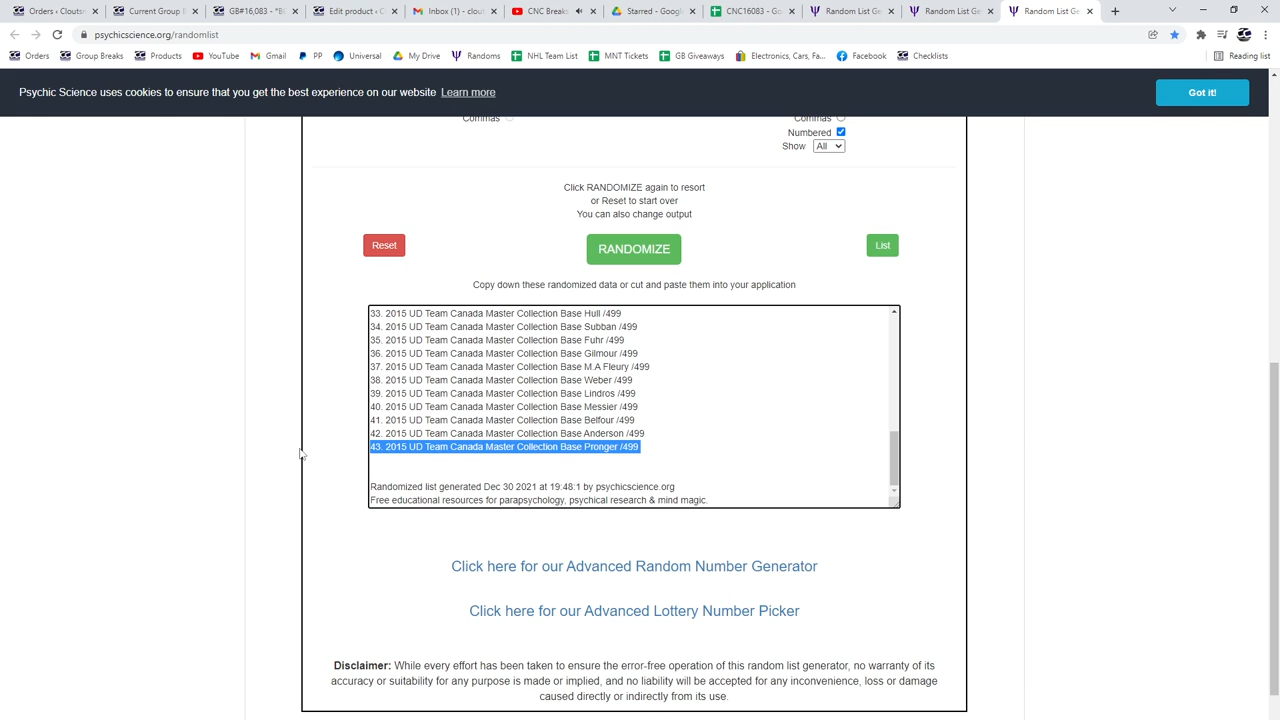 Orders ‹ Cloutsn
Current Group B
GB#16,083 - *B
Edit product ‹ C
Inbox (1) - clout
CNC Breaks
Starred - Google
CNC16083 - Go
Random List Ge
Random List Ge
Random List Ge
psychicscience.org/randomlist
Orders
Group Breaks
Products
YouTube
Gmail
PP
Universal
My Drive
Randoms
NHL Team List
MNT Tickets
GB Giveaways
Electronics, Cars, Fa...
Facebook
Checklists
Reading list
Psychic Science uses cookies to ensure that you get the best experience on our website Learn more
Got it!
Commas
Commas
Numbered
Show All
Click RANDOMIZE again to resort
or Reset to start over
You can also change output
Reset
RANDOMIZE
List
Copy down these randomized data or cut and paste them into your application
33. 2015 UD Team Canada Master Collection Base Hull /499
34. 2015 UD Team Canada Master Collection Base Subban /499
35. 2015 UD Team Canada Master Collection Base Fuhr /499
36. 2015 UD Team Canada Master Collection Base Gilmour /499
37. 2015 UD Team Canada Master Collection Base M.A Fleury /499
38. 2015 UD Team Canada Master Collection Base Weber /499
39. 2015 UD Team Canada Master Collection Base Lindros /499
40. 2015 UD Team Canada Master Collection Base Messier /499
41. 2015 UD Team Canada Master Collection Base Belfour /499
42. 2015 UD Team Canada Master Collection Base Anderson /499
43. 2015 UD Team Canada Master Collection Base Pronger /499
Randomized list generated Dec 30 2021 at 19:48:1 by psychicscience.org
Free educational resources for parapsychology, psychical research & mind magic.
Click here for our Advanced Random Number Generator
Click here for our Advanced Lottery Number Picker
Disclaimer: While every effort has been taken to ensure the error-free operation of this random list generator, no warranty of its
accuracy or suitability for any purpose is made or implied, and no liability will be accepted for any inconvenience, loss or damage
caused directly or indirectly from its use.